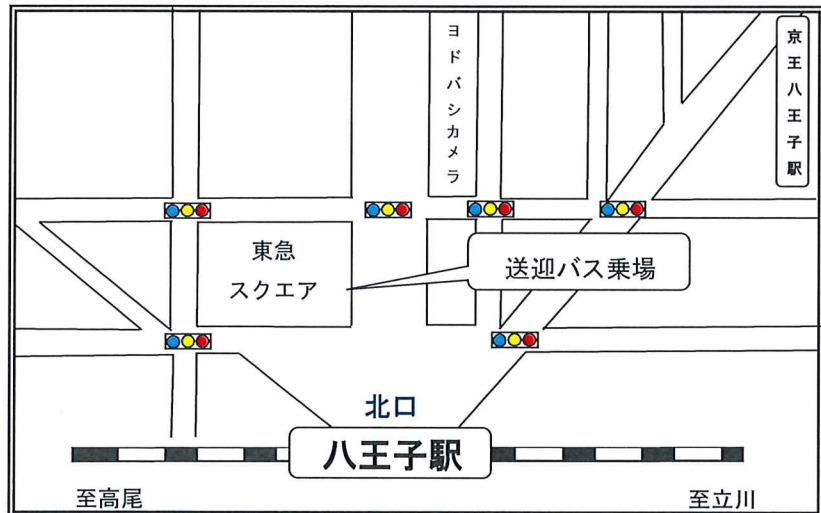 ヨドバシカメラ
京王八王子駅
東急
スクエア
送迎バス乗場
北口
八王子駅
至高尾
至立川